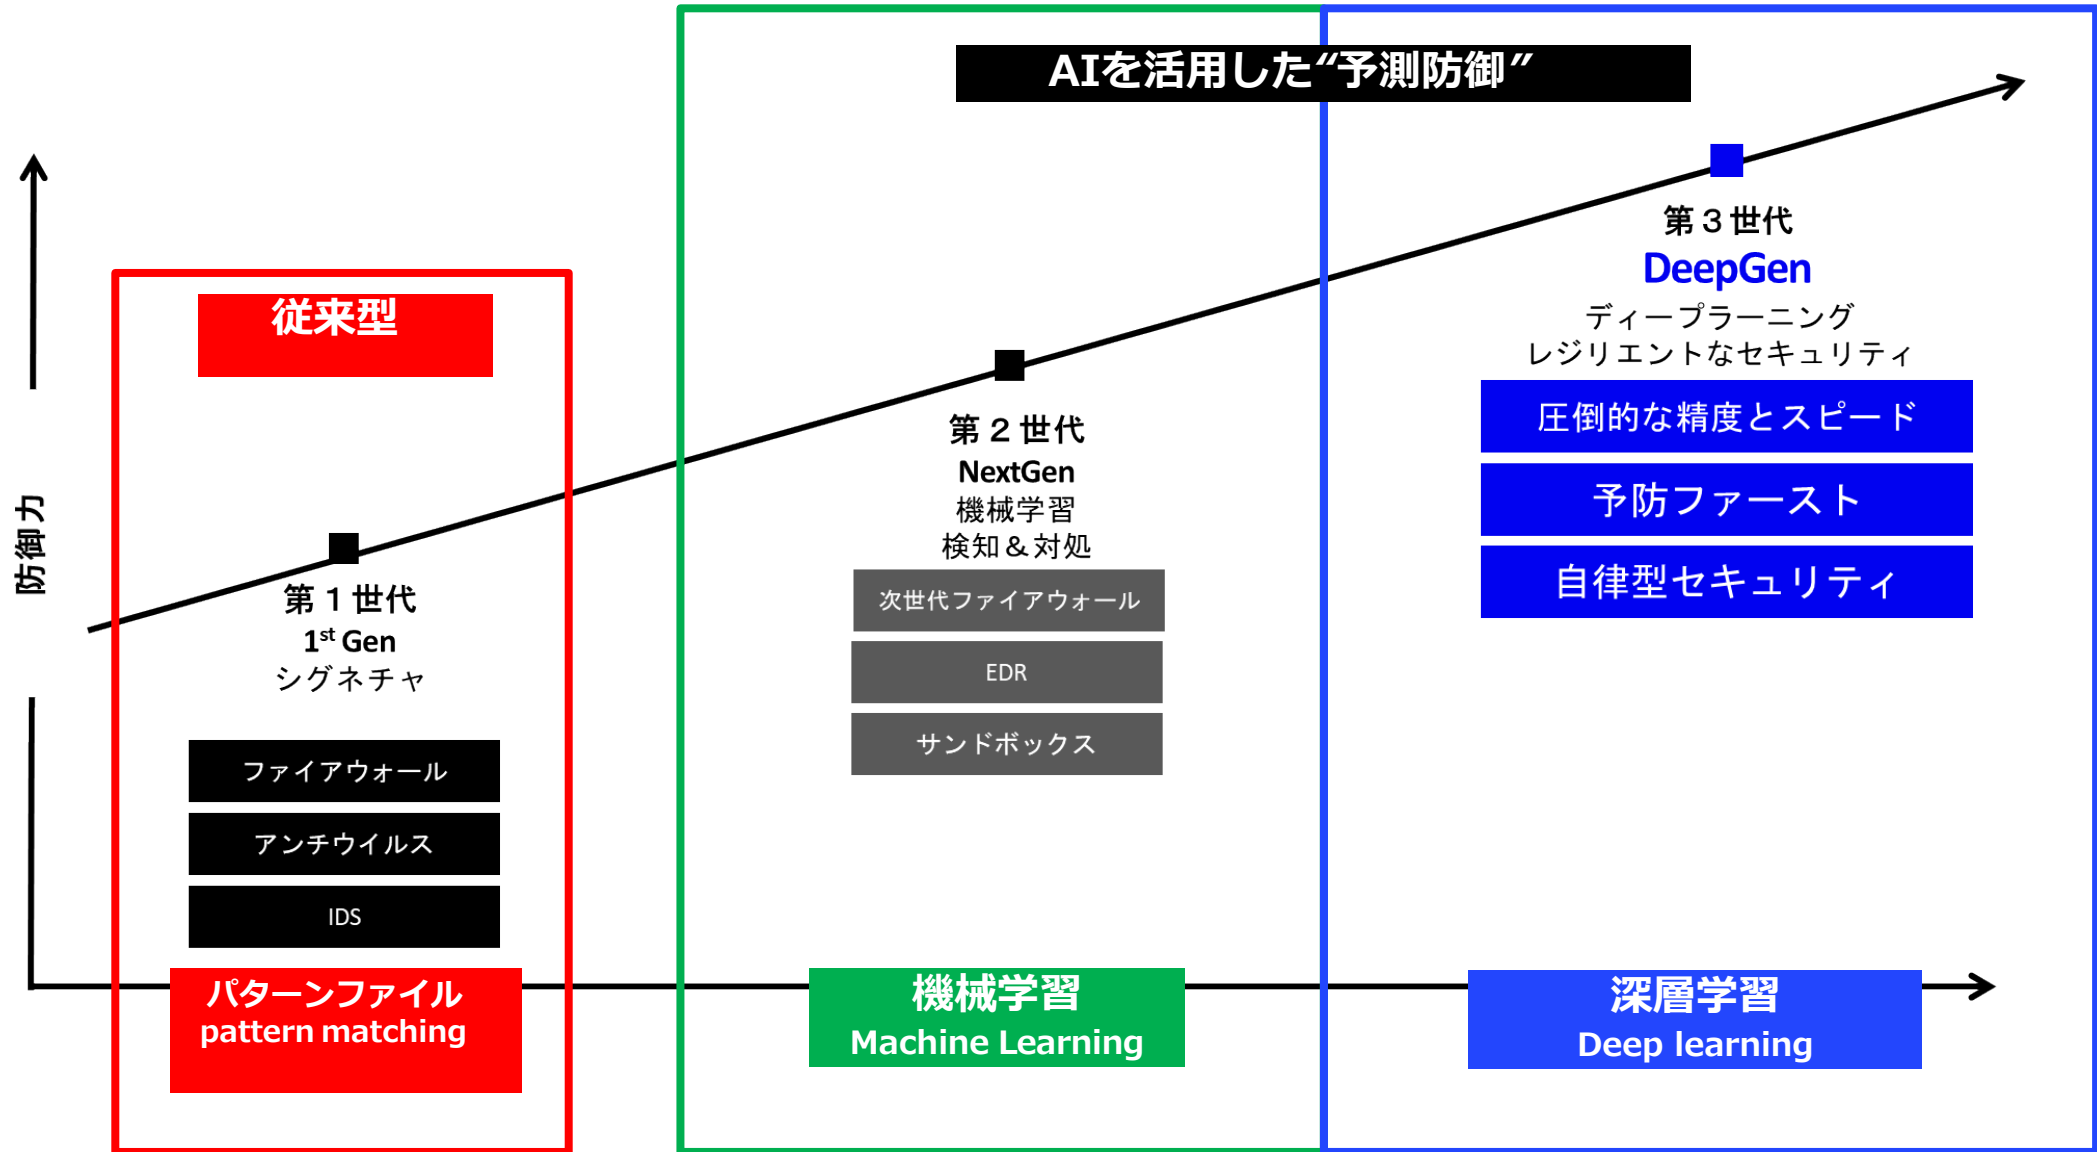 AIを活用した“予測防御”
防御力
従来型
第１世代
1st Gen
シグネチャ
ファイアウォール
アンチウイルス
IDS
パターンファイル
pattern matching
第２世代
NextGen
機械学習
検知＆対処
次世代ファイアウォール
EDR
サンドボックス
機械学習
Machine Learning
第３世代
DeepGen
ディープラーニング
レジリエントなセキュリティ
圧倒的な精度とスピード
予防ファースト
自律型セキュリティ
深層学習
Deep learning